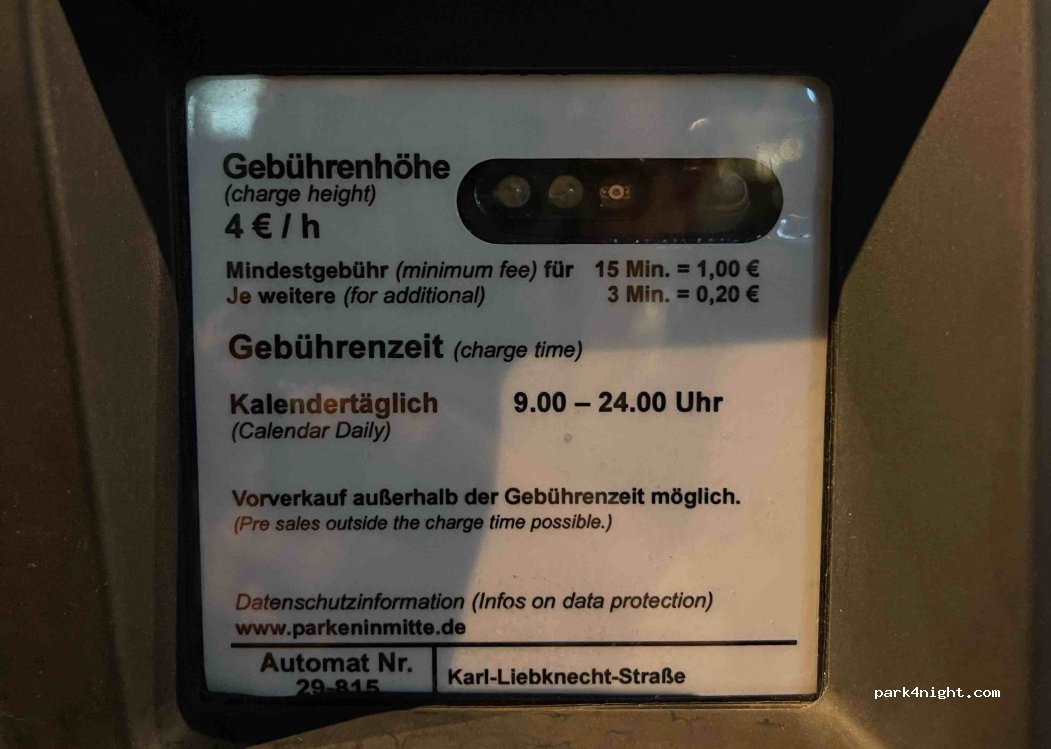 Gebührenhöhe
(charge height)
4 € / h
Mindestgebühr (minimum fee) für 15 Min. = 1,00 €
Je weitere (for additional) 3 Min. = 0,20 €
Gebührenzeit (charge time)
Kalendertäglich 9.00 – 24.00 Uhr
(Calendar Daily)
Vorverkauf außerhalb der Gebührenzeit möglich.
(Pre sales outside the charge time possible.)
Datenschutzinformation (Infos on data protection)
www.parkeninmitte.de
Automat Nr.
29-815
Karl-Liebknecht-Straße
park4night.com